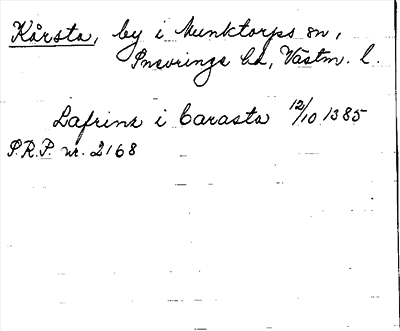 Kårsta, by i Munktorps sn,
Snevringe hd, Västm. l.
Lafrinz i Carasta 12/10 1385
P.R.P. nr. 2168